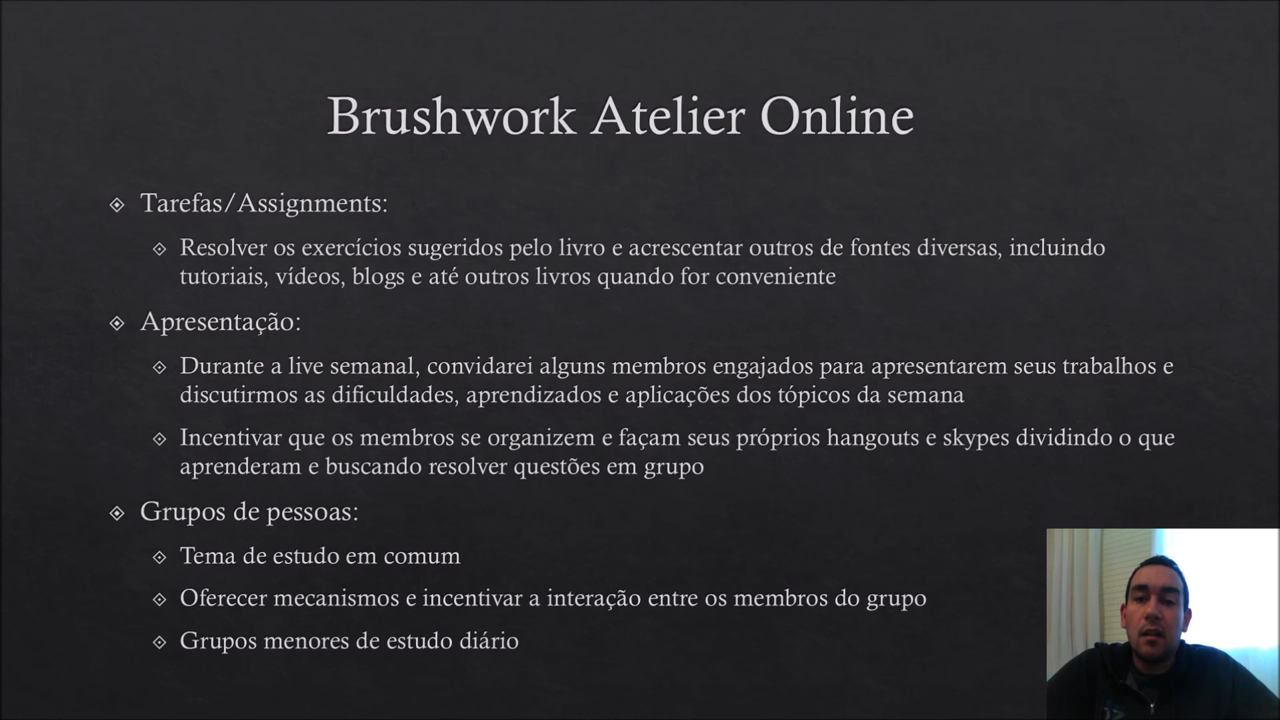 Brushwork Atelier Online
Tarefas/Assignments:
Resolver os exercícios sugeridos pelo livro e acrescentar outros de fontes diversas, incluindo
tutoriais, vídeos, blogs e até outros livros quando for conveniente
Apresentação:
Durante a live semanal, convidarei alguns membros engajados para apresentarem seus trabalhos e
discutirmos as dificuldades, aprendizados e aplicações dos tópicos da semana
Incentivar que os membros se organizem e façam seus próprios hangouts e skypes dividindo o que
aprenderam e buscando resolver questões em grupo
Grupos de pessoas:
Tema de estudo em comum
Oferecer mecanismos e incentivar a interação entre os membros do grupo
Grupos menores de estudo diário